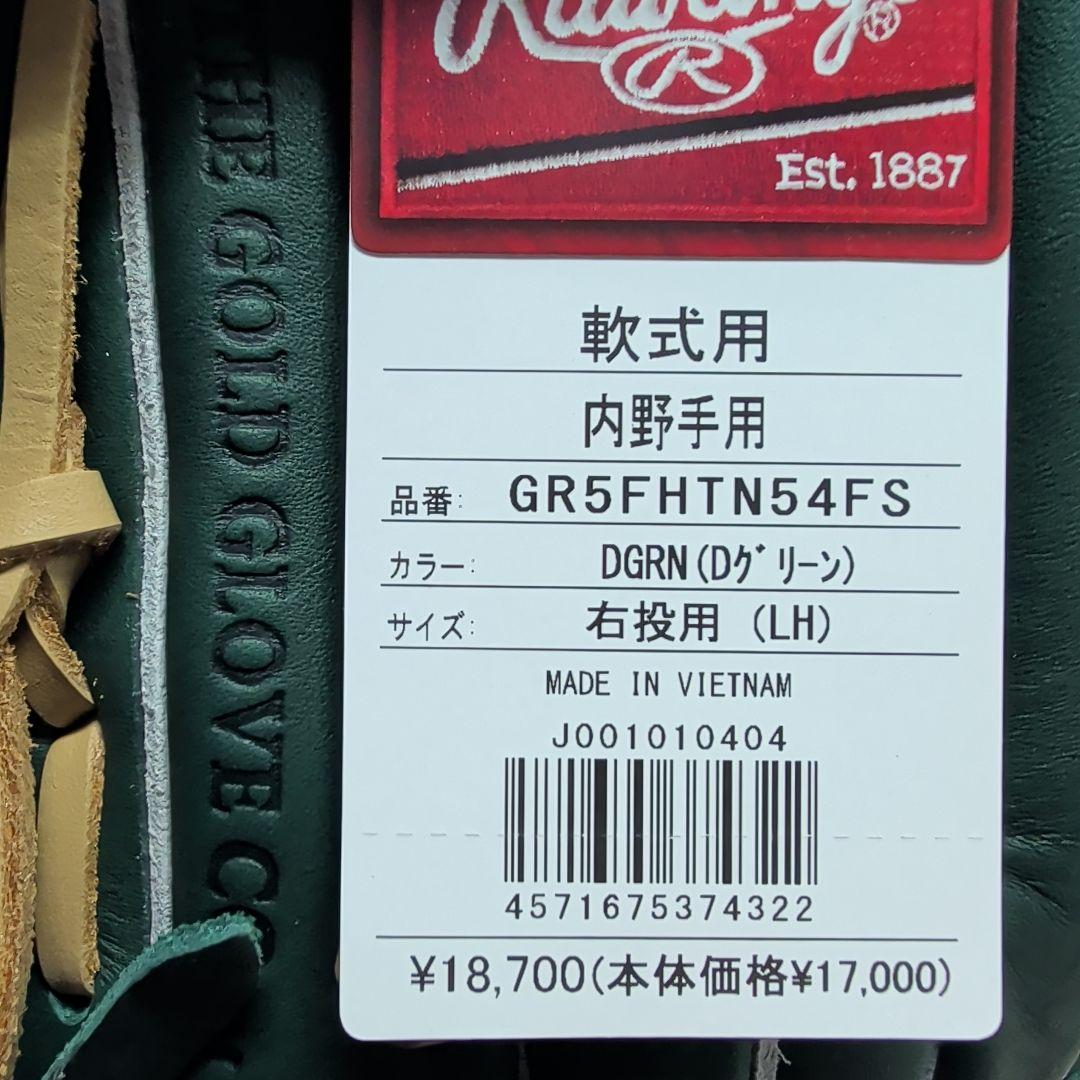 THE GOLD GLOVE CO
Rawlings®
R
Est. 1887
軟式用
内野手用
品番: GR5FHTN54FS
カラー: DGRN(Dｸﾞﾘｰﾝ)
サイズ: 右投用 (LH)
MADE IN VIETNAM
J001010404
4571675374322
¥18,700(本体価格¥17,000)